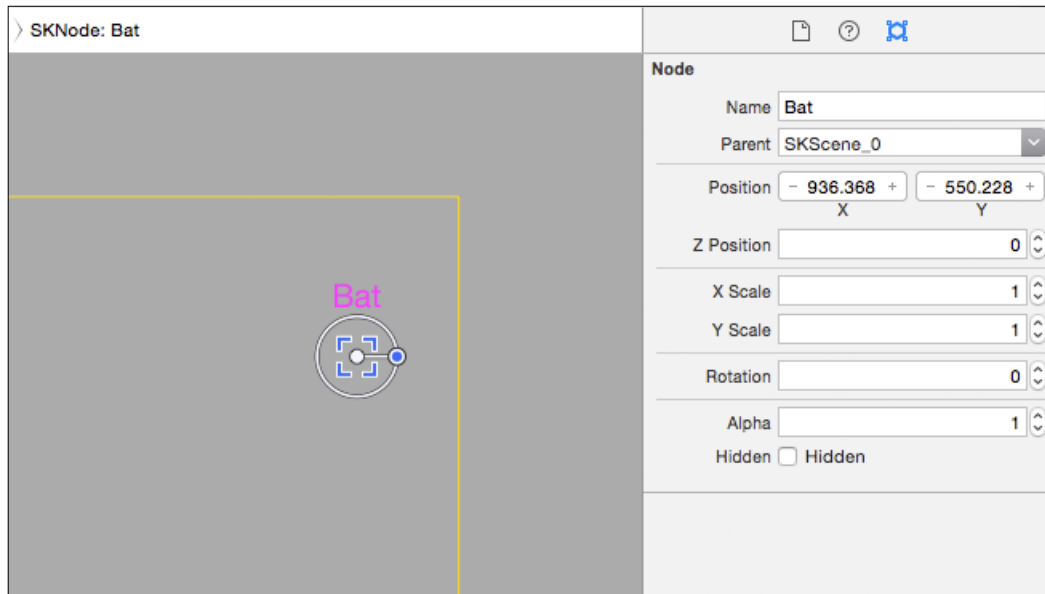 SKNode: Bat
Bat
Node
Name Bat
Parent SKScene_0
Position − 936.368 + − 550.228 +
X Y
Z Position 0
X Scale 1
Y Scale 1
Rotation 0
Alpha 1
Hidden Hidden